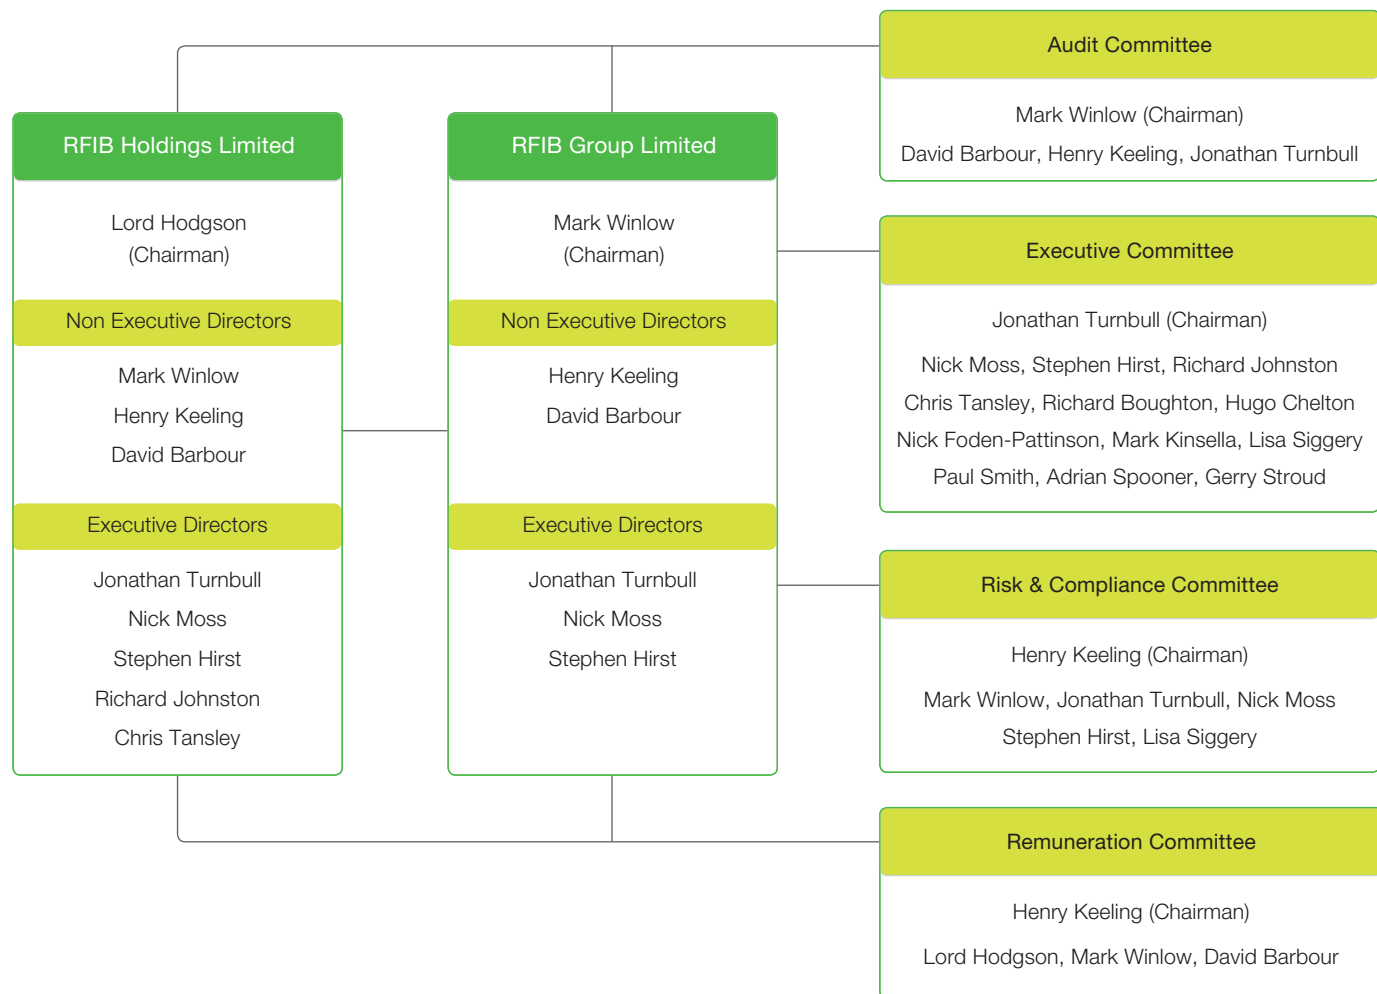 RFIB Holdings Limited
Lord Hodgson
(Chairman)
Non Executive Directors
Mark Winlow
Henry Keeling
David Barbour
Executive Directors
Jonathan Turnbull
Nick Moss
Stephen Hirst
Richard Johnston
Chris Tansley
RFIB Group Limited
Mark Winlow
(Chairman)
Non Executive Directors
Henry Keeling
David Barbour
Executive Directors
Jonathan Turnbull
Nick Moss
Stephen Hirst
Audit Committee
Mark Winlow (Chairman)
David Barbour, Henry Keeling, Jonathan Turnbull
Executive Committee
Jonathan Turnbull (Chairman)
Nick Moss, Stephen Hirst, Richard Johnston
Chris Tansley, Richard Boughton, Hugo Chelton
Nick Foden-Pattinson, Mark Kinsella, Lisa Siggery
Paul Smith, Adrian Spooner, Gerry Stroud
Risk & Compliance Committee
Henry Keeling (Chairman)
Mark Winlow, Jonathan Turnbull, Nick Moss
Stephen Hirst, Lisa Siggery
Remuneration Committee
Henry Keeling (Chairman)
Lord Hodgson, Mark Winlow, David Barbour